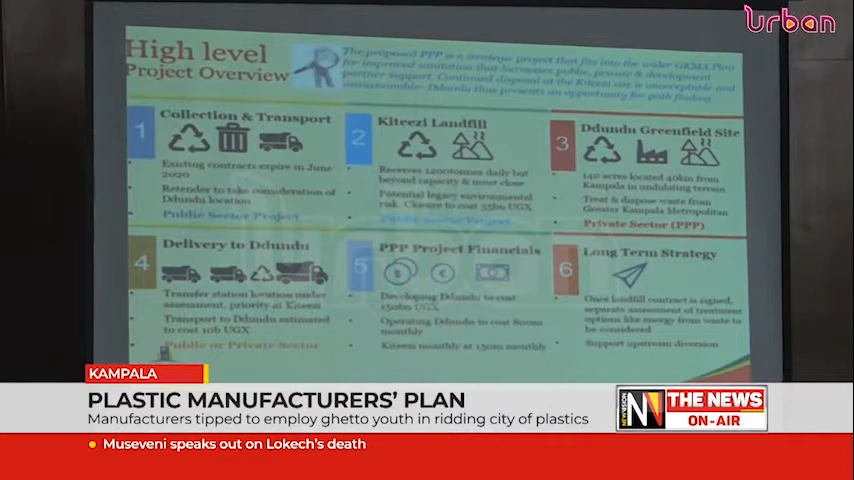 Urban
High level
Project Overview
The proposed PPP is a strategic project that fits into the wider GKMA Plan
for improved sanitation that harnesses public, private & development
partner support. Continued disposal at the Kiteezi site is unacceptable and
unsustainable- Ddundu thus presents an opportunity for path finding
1
Collection & Transport
Existing contracts expire in June
2020
Retender to take consideration of
Ddundu location
Public Sector Project
2
Kiteezi Landfill
Receives 1200tonnes daily but
beyond capacity & must close
Potential legacy environmental
risk. Closure to cost 35bn UGX
Public Sector Project
3
Ddundu Greenfield Site
140 acres located 40km from
Kampala in undulating terrain
Treat & dispose waste from
Greater Kampala Metropolitan
Private Sector (PPP)
4
Delivery to Ddundu
Transfer station location under
assessment, priority at Kiteezi
Transport to Ddundu estimated
to cost 10b UGX
Public or Private Sector
5
PPP Project Financials
Developing Ddundu to cost
150bn UGX
Operating Ddundu to cost 800m
monthly
Kiteezi monthly at 150m monthly
6
Long Term Strategy
Once landfill contract is signed,
separate assessment of treatment
options like energy from waste to
be considered
Support upstream diversion
KAMPALA
PLASTIC MANUFACTURERS' PLAN
Manufacturers tipped to employ ghetto youth in ridding city of plastics
NEW VISION
N
THE NEWS
ON-AIR
Museveni speaks out on Lokech's death